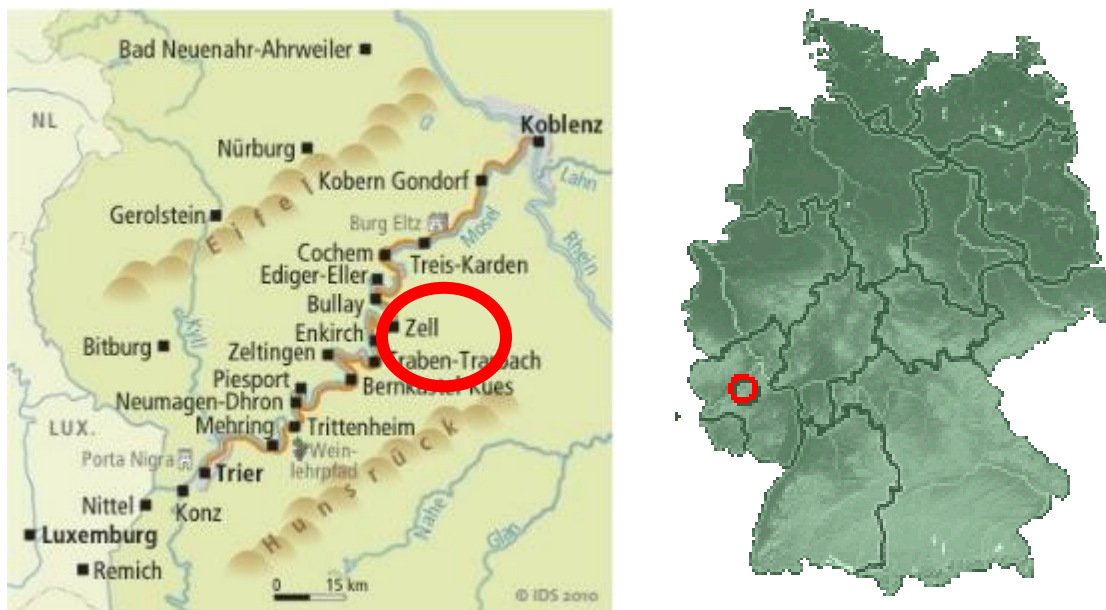 Bad Neuenahr-Ahrweiler
NL
Koblenz
Nürburg
Kobern Gondorf
Lahn
Gerolstein
Eifel
Burg Eltz
Mosel
Rhein
Cochem
Treis-Karden
Ediger-Eller
Bullay
Zell
Enkirch
Kyll
Bitburg
Zeltingen
Traben-Trarbach
Piesport
Bernkastel-Kues
Neumagen-Dhron
LUX.
Mehring
Trittenheim
Wein-
lehrpfad
Porta Nigra
Trier
Hunsrück
Nittel
Konz
Nahe
Glan
Luxemburg
Remich
0 15 km
© IDS 2010